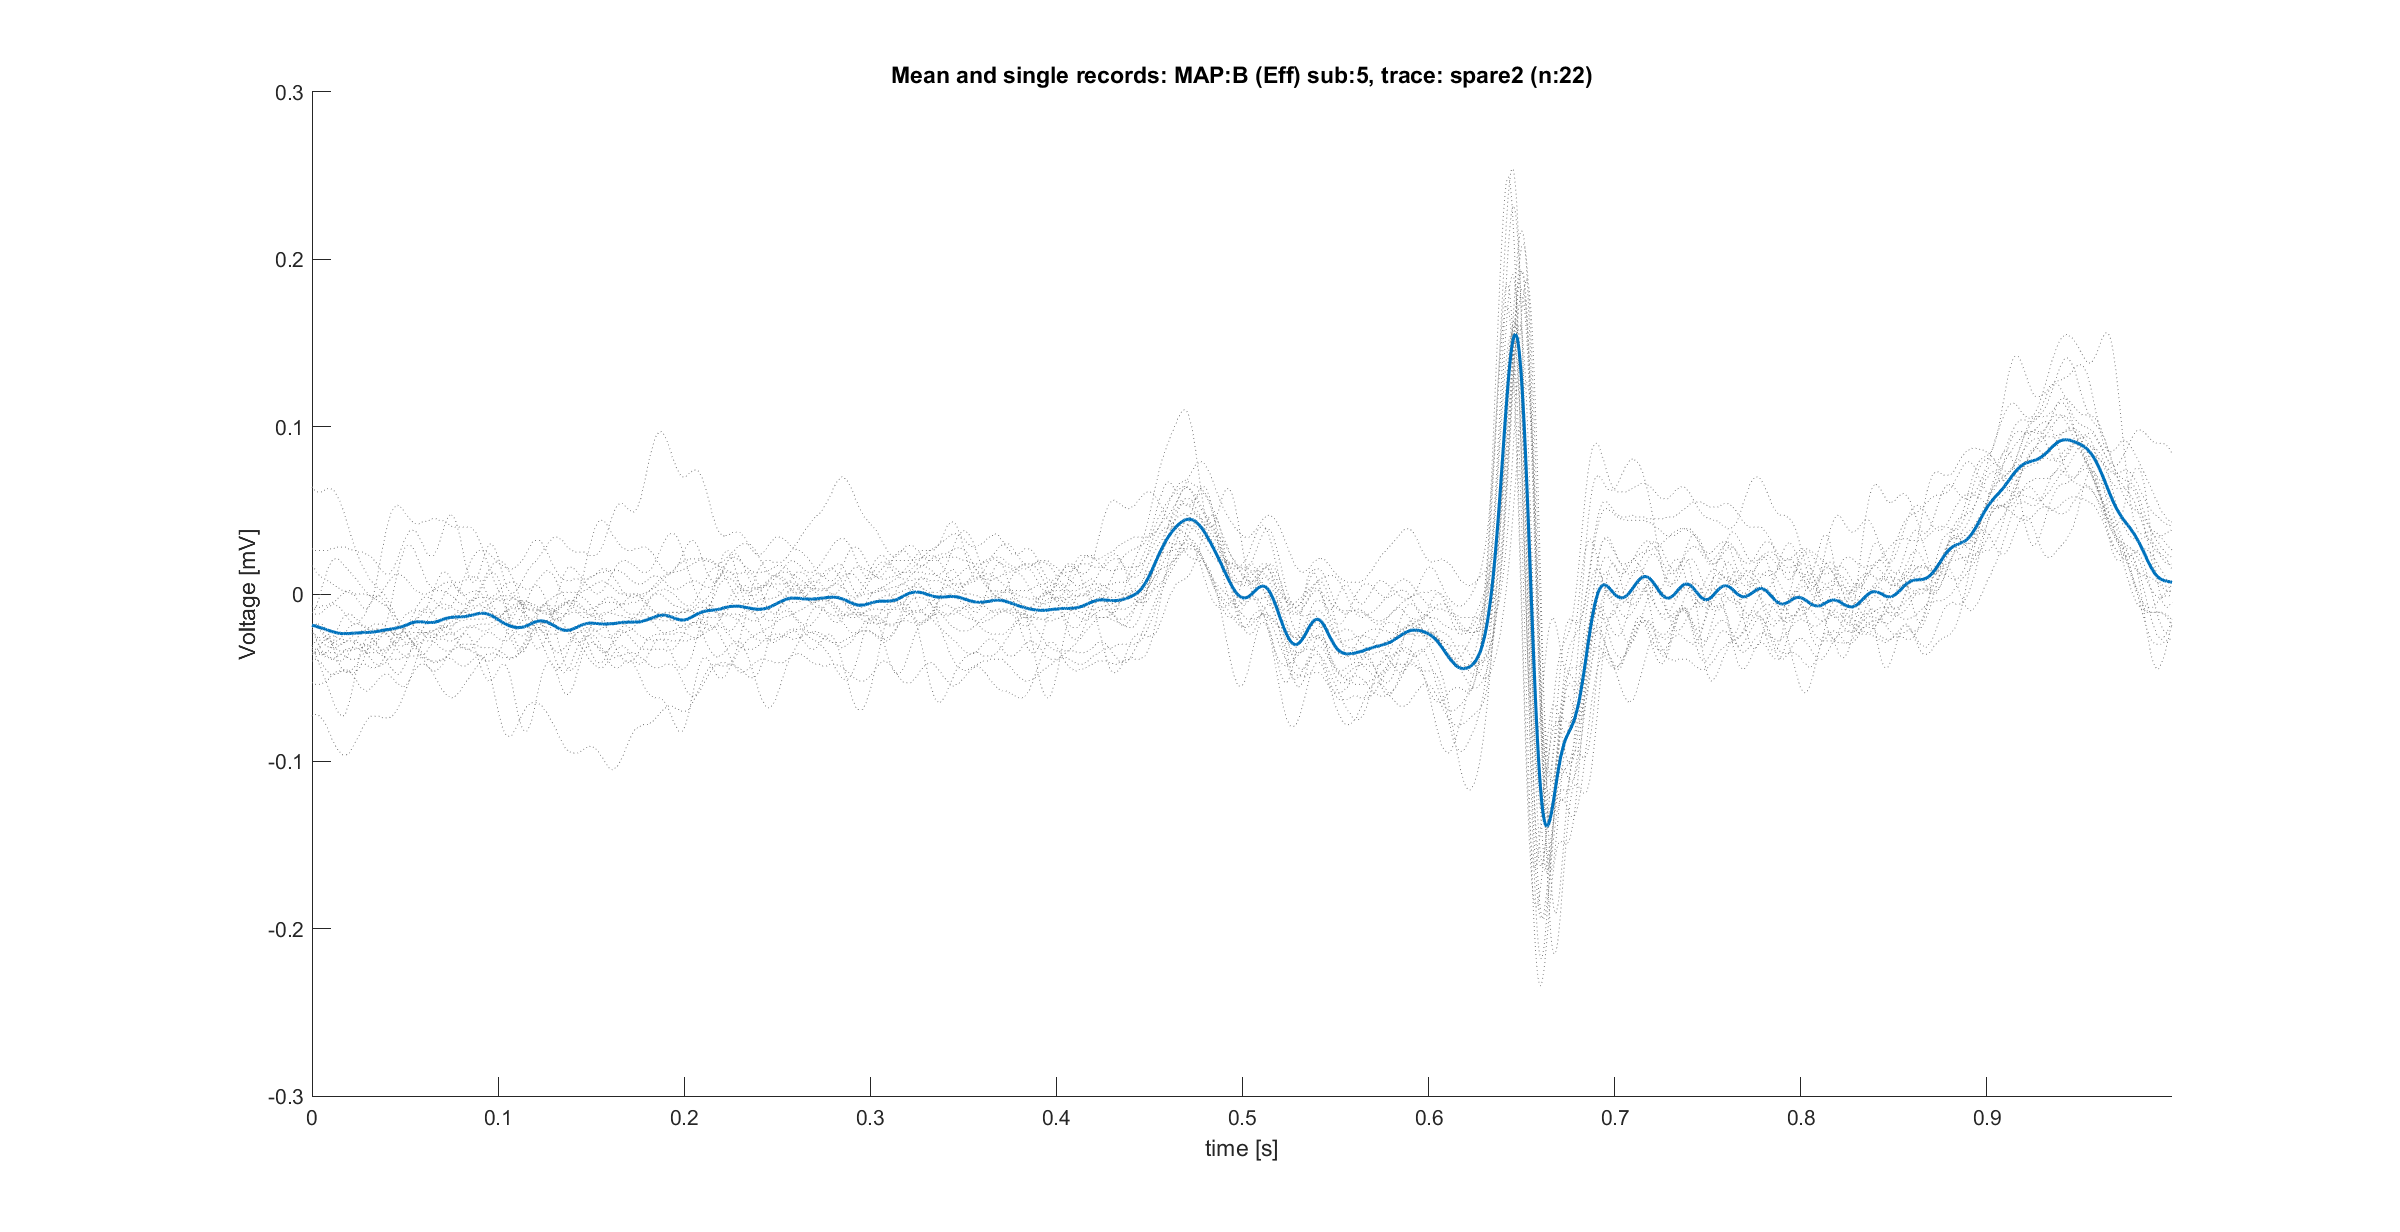 Mean and single records: MAP:B (Eff) sub:5, trace: spare2 (n:22)
0.3
0.2
0.1
0
-0.1
-0.2
-0.3
Voltage [mV]
0 0.1 0.2 0.3 0.4 0.5 0.6 0.7 0.8 0.9
time [s]